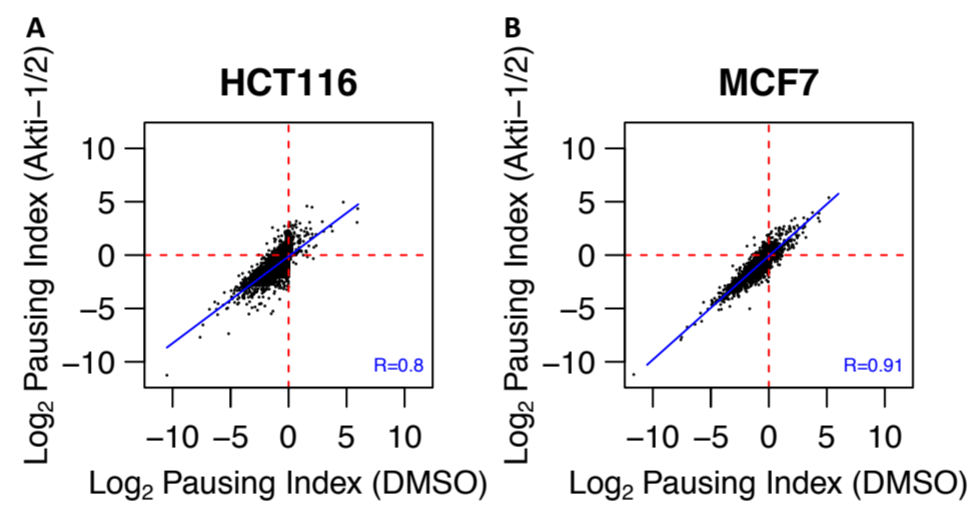 A
HCT116
Log₂ Pausing Index (Akti−1/2)
10
5
0
−5
−10
R=0.8
−10 −5 0 5 10
Log₂ Pausing Index (DMSO)
B
MCF7
Log₂ Pausing Index (Akti−1/2)
10
5
0
−5
−10
R=0.91
−10 −5 0 5 10
Log₂ Pausing Index (DMSO)